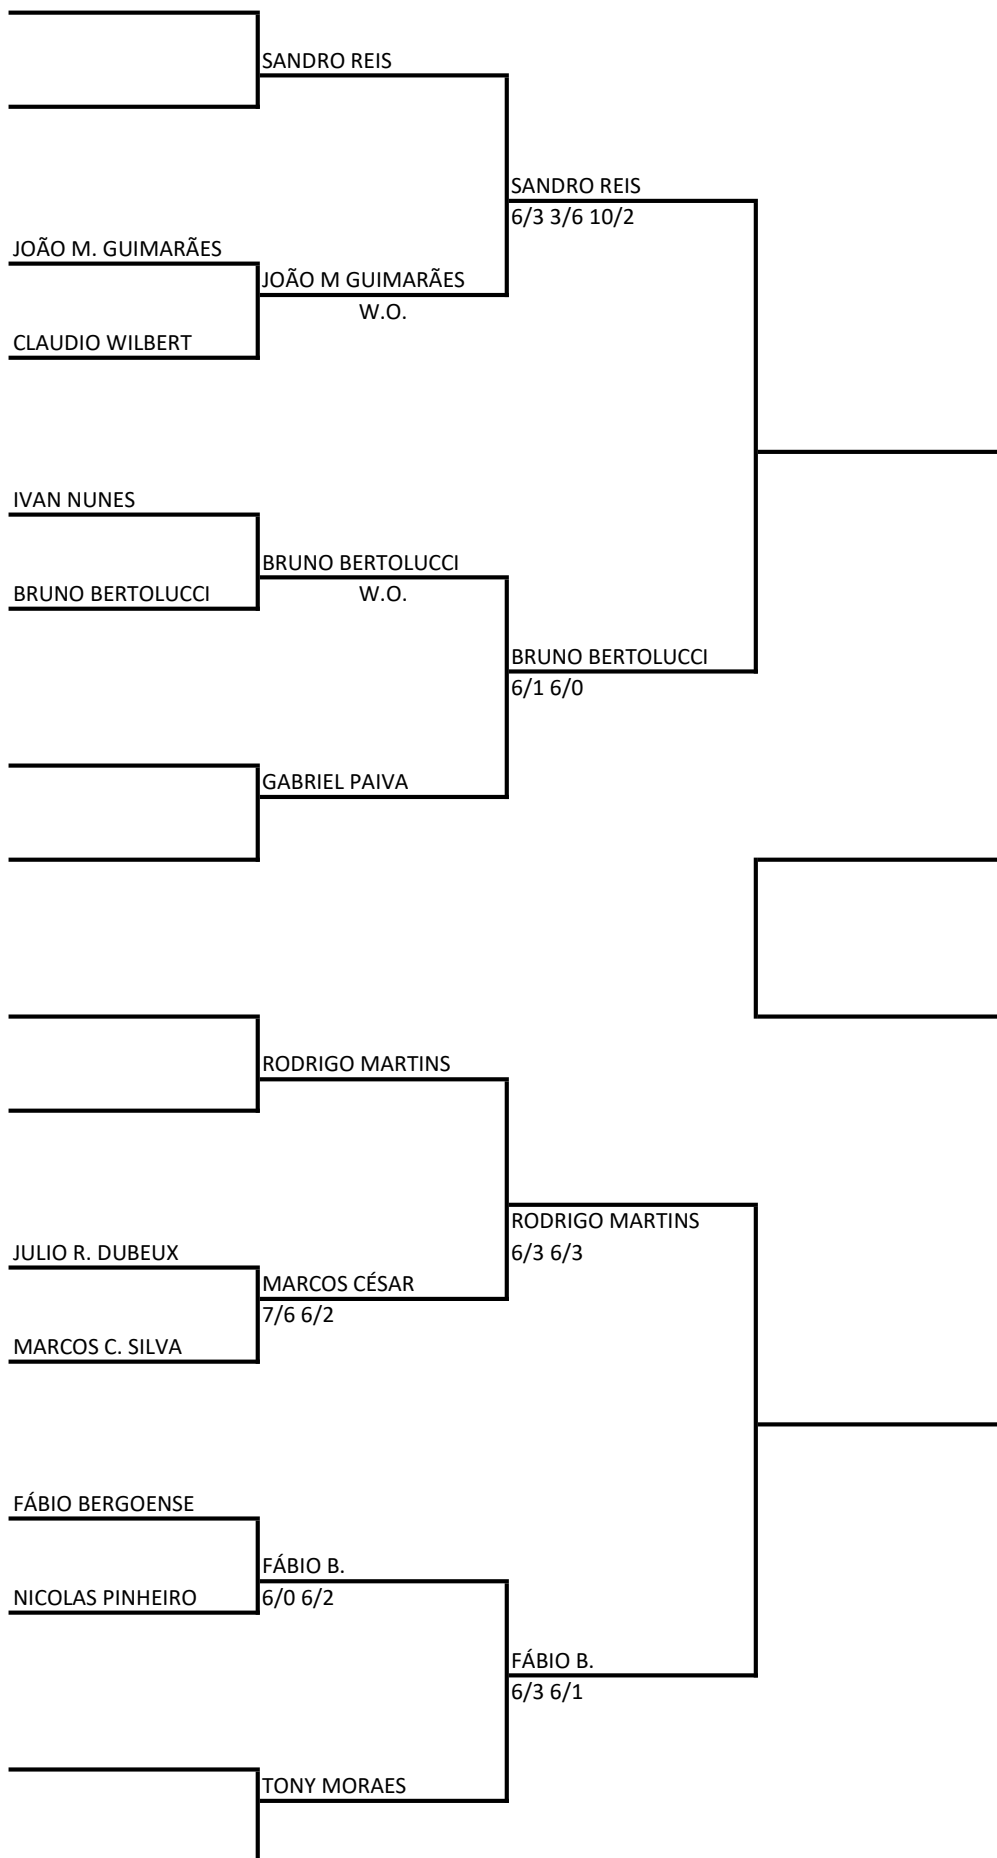 SANDRO REIS
SANDRO REIS
6/3 3/6 10/2
JOÃO M. GUIMARÃES
JOÃO M GUIMARÃES
W.O.
CLAUDIO WILBERT
IVAN NUNES
BRUNO BERTOLUCCI
BRUNO BERTOLUCCI
W.O.
BRUNO BERTOLUCCI
6/1 6/0
GABRIEL PAIVA
RODRIGO MARTINS
RODRIGO MARTINS
6/3 6/3
JULIO R. DUBEUX
MARCOS CÉSAR
7/6 6/2
MARCOS C. SILVA
FÁBIO BERGOENSE
FÁBIO B.
6/0 6/2
NICOLAS PINHEIRO
FÁBIO B.
6/3 6/1
TONY MORAES